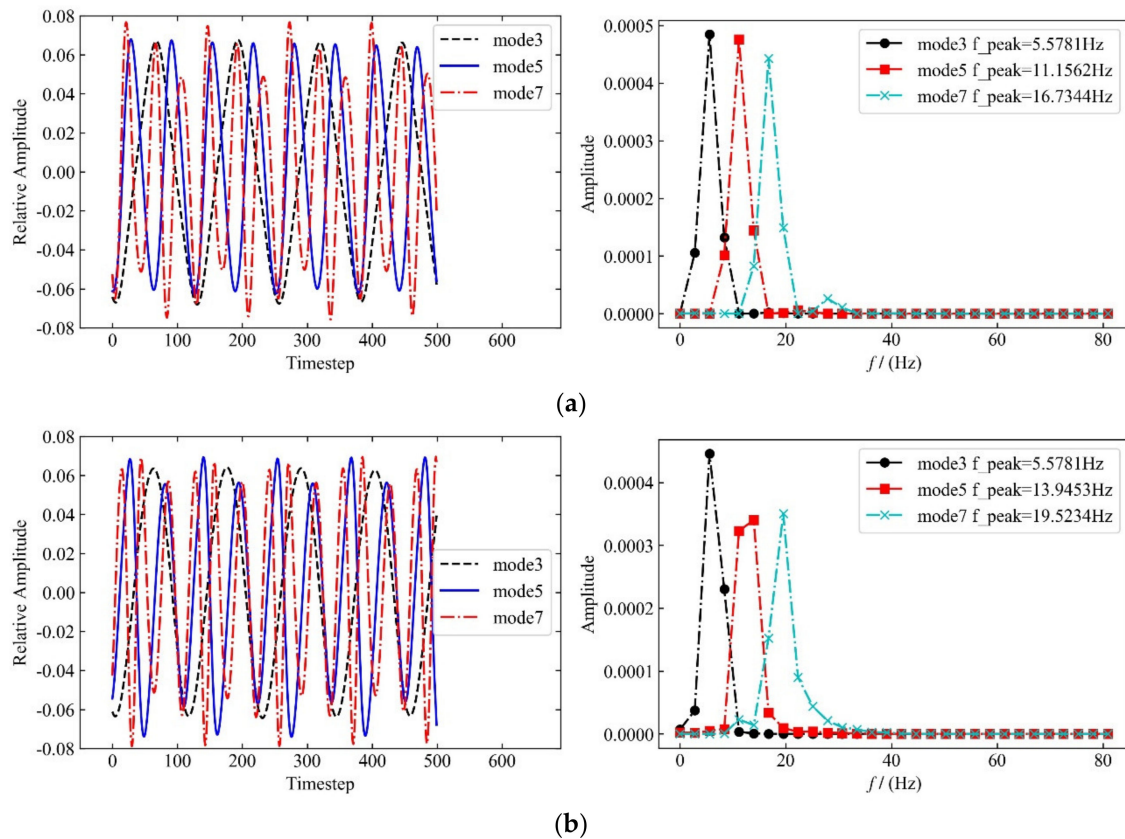 (a)
0.08
0.06
0.04
0.02
0.00
-0.02
-0.04
-0.06
-0.08
Relative Amplitude
0 100 200 300 400 500 600
Timestep
mode3
mode5
mode7
0.0005
0.0004
0.0003
0.0002
0.0001
0.0000
Amplitude
0 20 40 60 80
f / (Hz)
mode3 f_peak=5.5781Hz
mode5 f_peak=11.1562Hz
mode7 f_peak=16.7344Hz
(b)
0.08
0.06
0.04
0.02
0.00
-0.02
-0.04
-0.06
-0.08
Relative Amplitude
0 100 200 300 400 500 600
Timestep
mode3
mode5
mode7
0.0004
0.0003
0.0002
0.0001
0.0000
Amplitude
0 20 40 60 80
f / (Hz)
mode3 f_peak=5.5781Hz
mode5 f_peak=13.9453Hz
mode7 f_peak=19.5234Hz